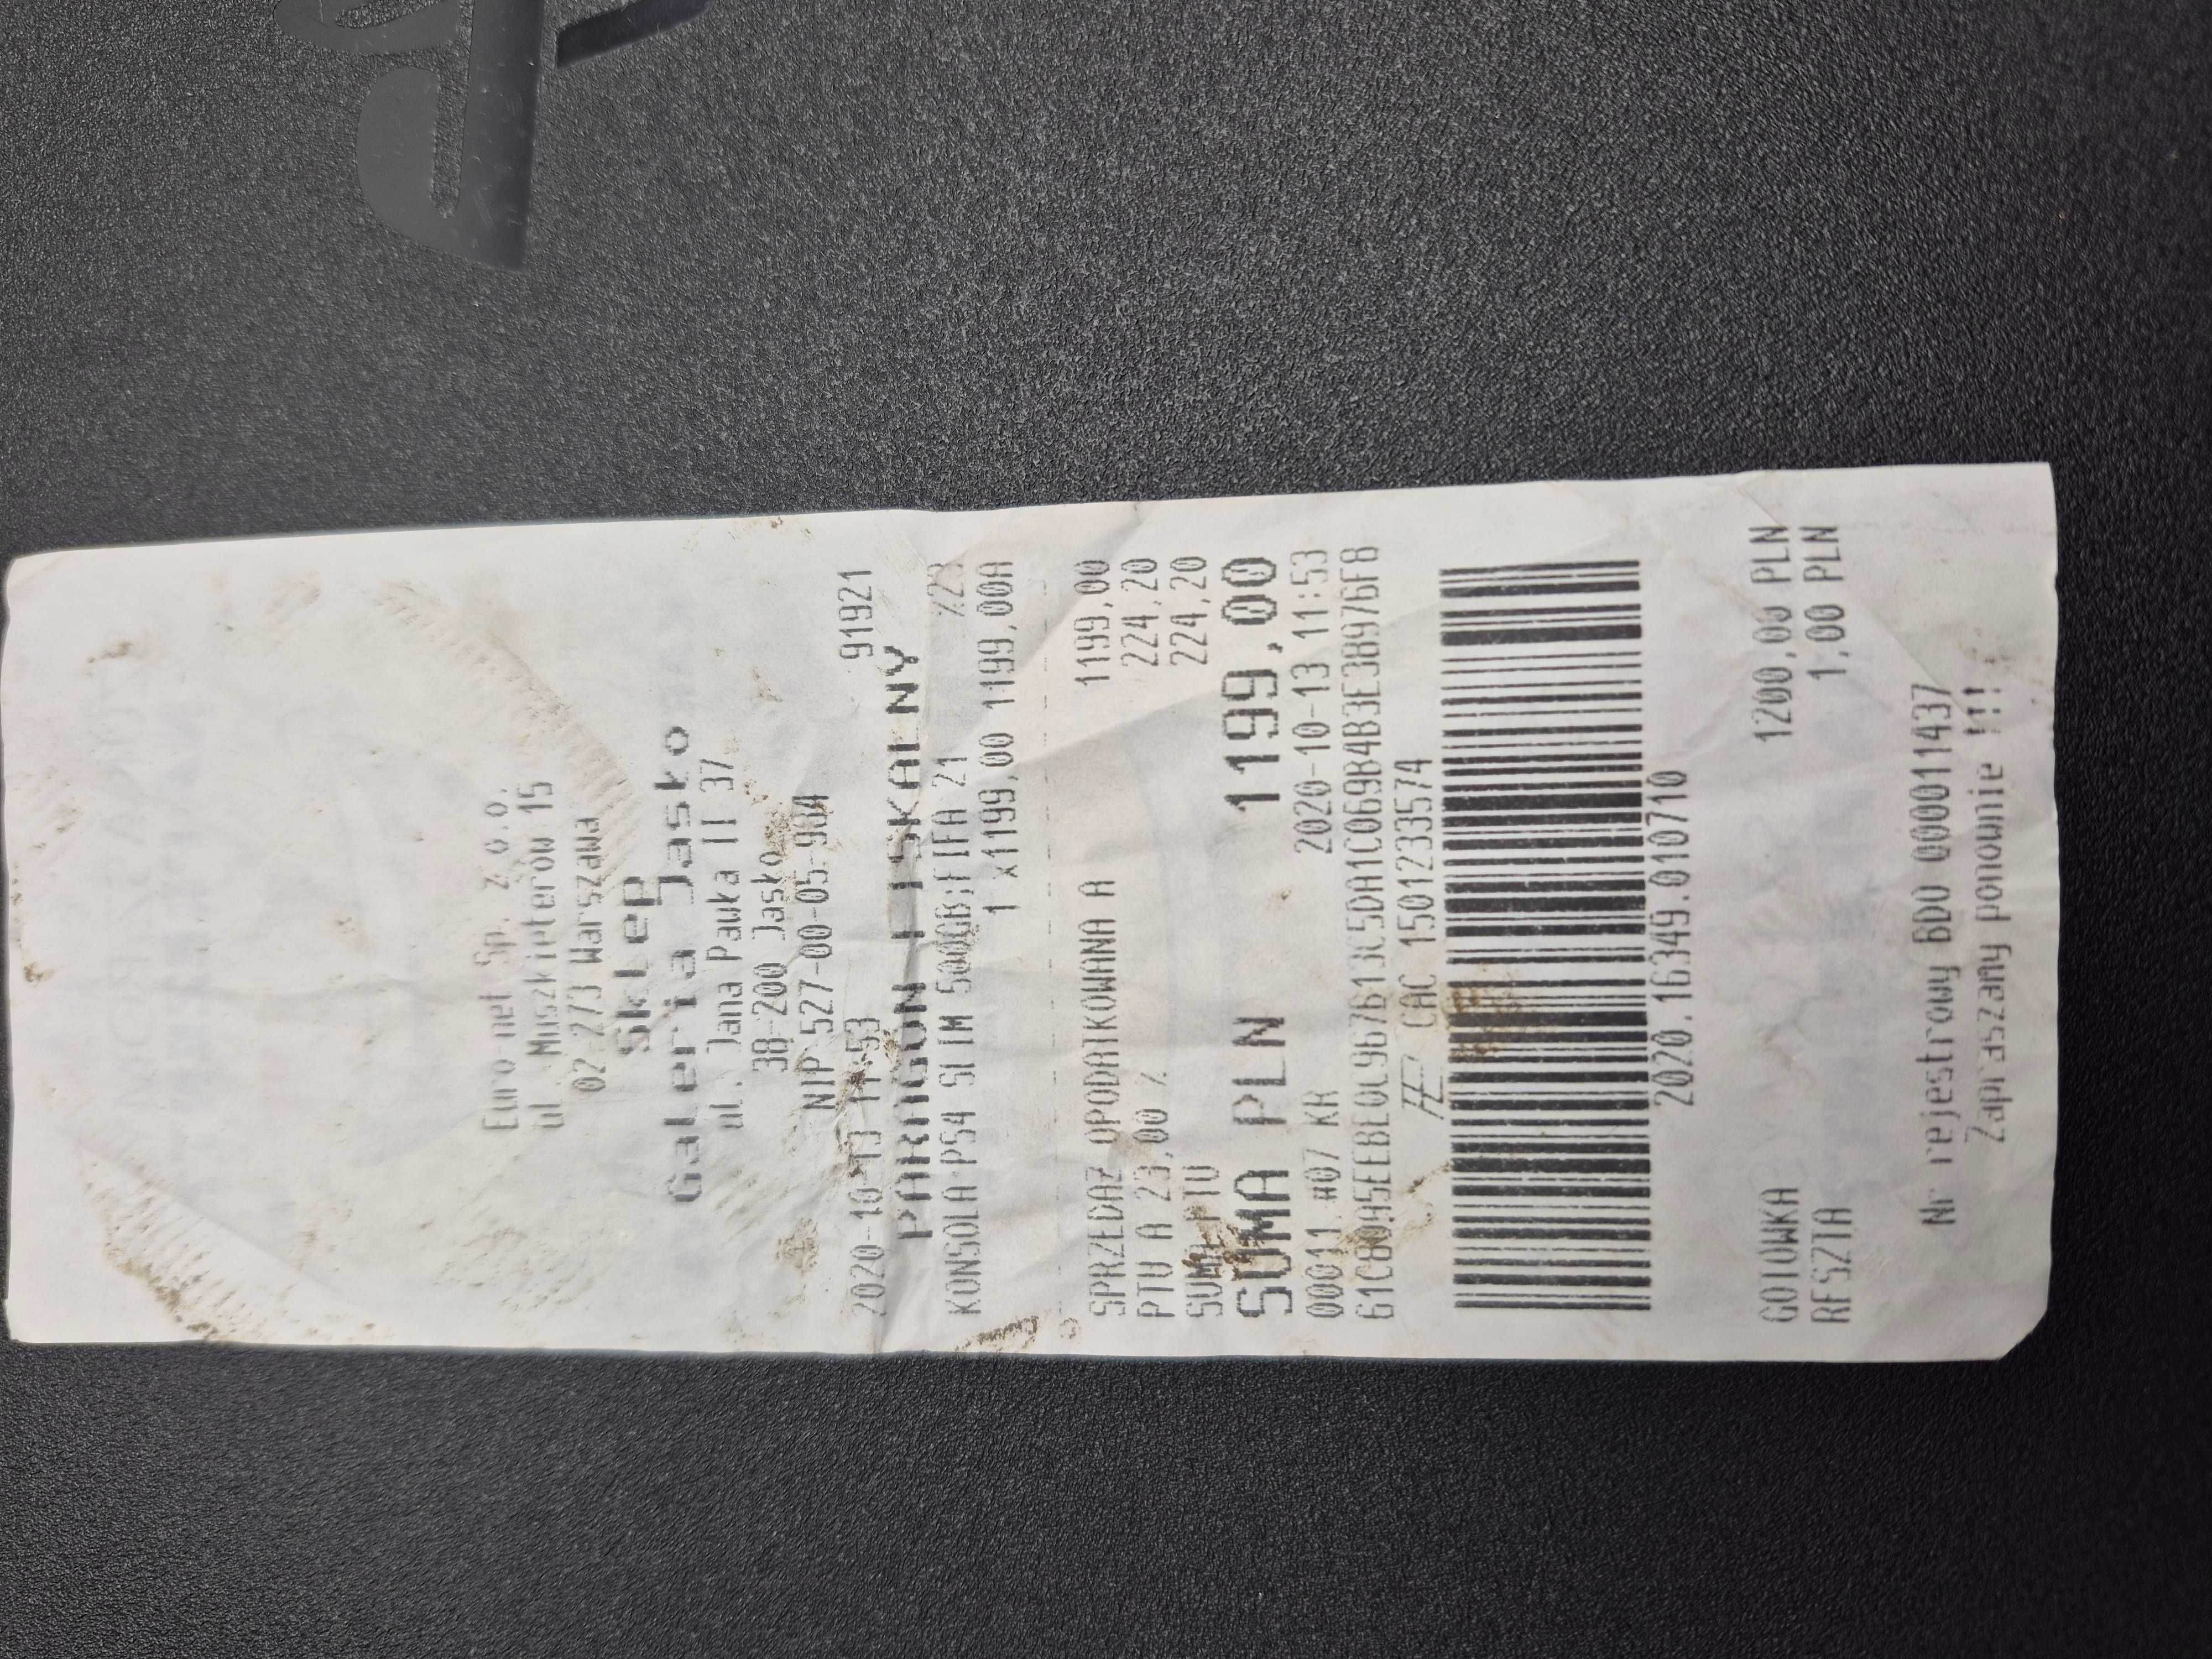 Euro-net Sp. z o.o.
ul. Muszkieterów 15
02-273 Warszawa
Sklep
Galeria Jasło
ul. Jana Pawła II 37
38-200 Jasło
NIP 527-00-05-984
2020-10-13 11:53 91921
PARAGON FISKALNY
KONSOLA PS4 SLIM 500GB;FIFA 21 %23
1 x1199,00 1199,00A
SPRZEDAŻ OPODATKOWANA A 1199,00
PTU A 23,00 % 224,20
SUMA PTU 224,20
SUMA PLN 1199,00
00011 #07 KR 2020-10-13 11:53
CAC 1501233574
2020.16349.010710
GOTÓWKA 1200,00 PLN
RESZTA 1,00 PLN
Nr rejestrowy BDO 000011437
Zapraszamy ponownie !!!